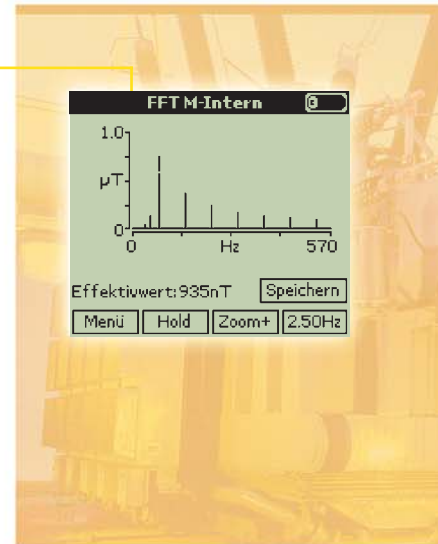 FFT M-Intern
1.0
µT
0
0 Hz 570
Effektivwert:935nT Speichern
Menü Hold Zoom+ 2.50Hz